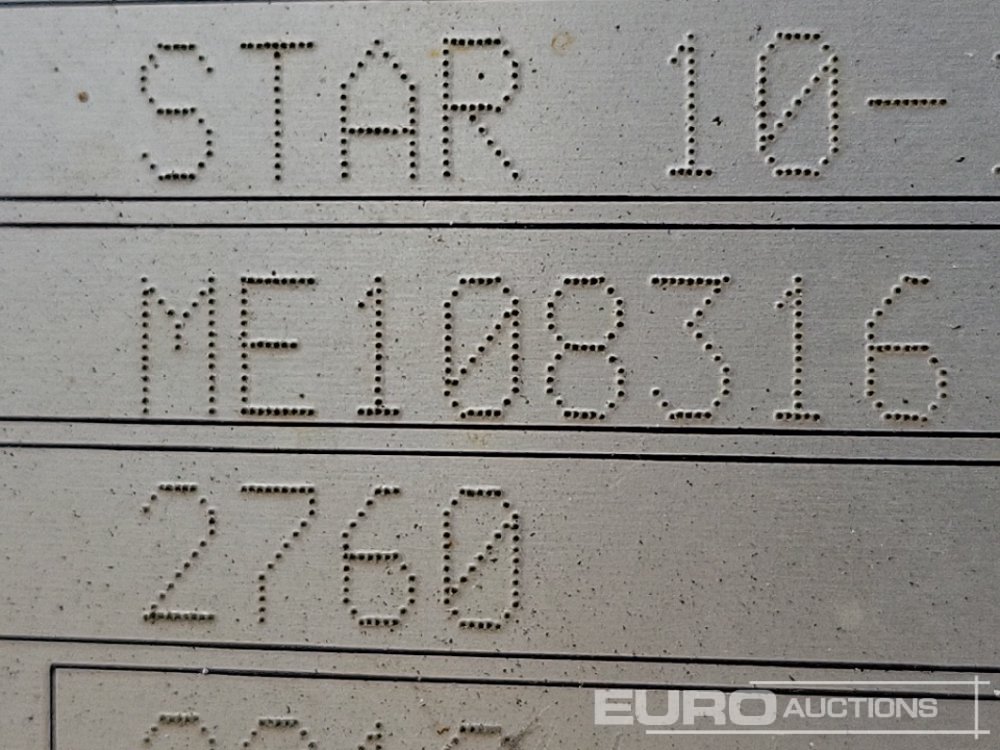 STAR 10-
ME108316
2760
EURO AUCTIONS